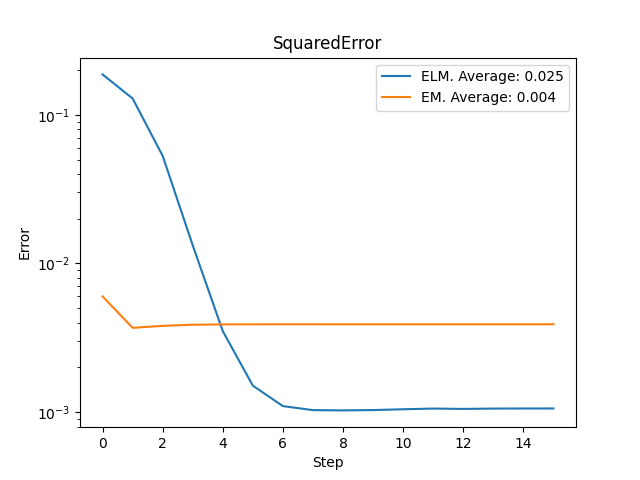 SquaredError
ELM. Average: 0.025
EM. Average: 0.004
Error
10⁻¹
10⁻²
10⁻³
0 2 4 6 8 10 12 14
Step